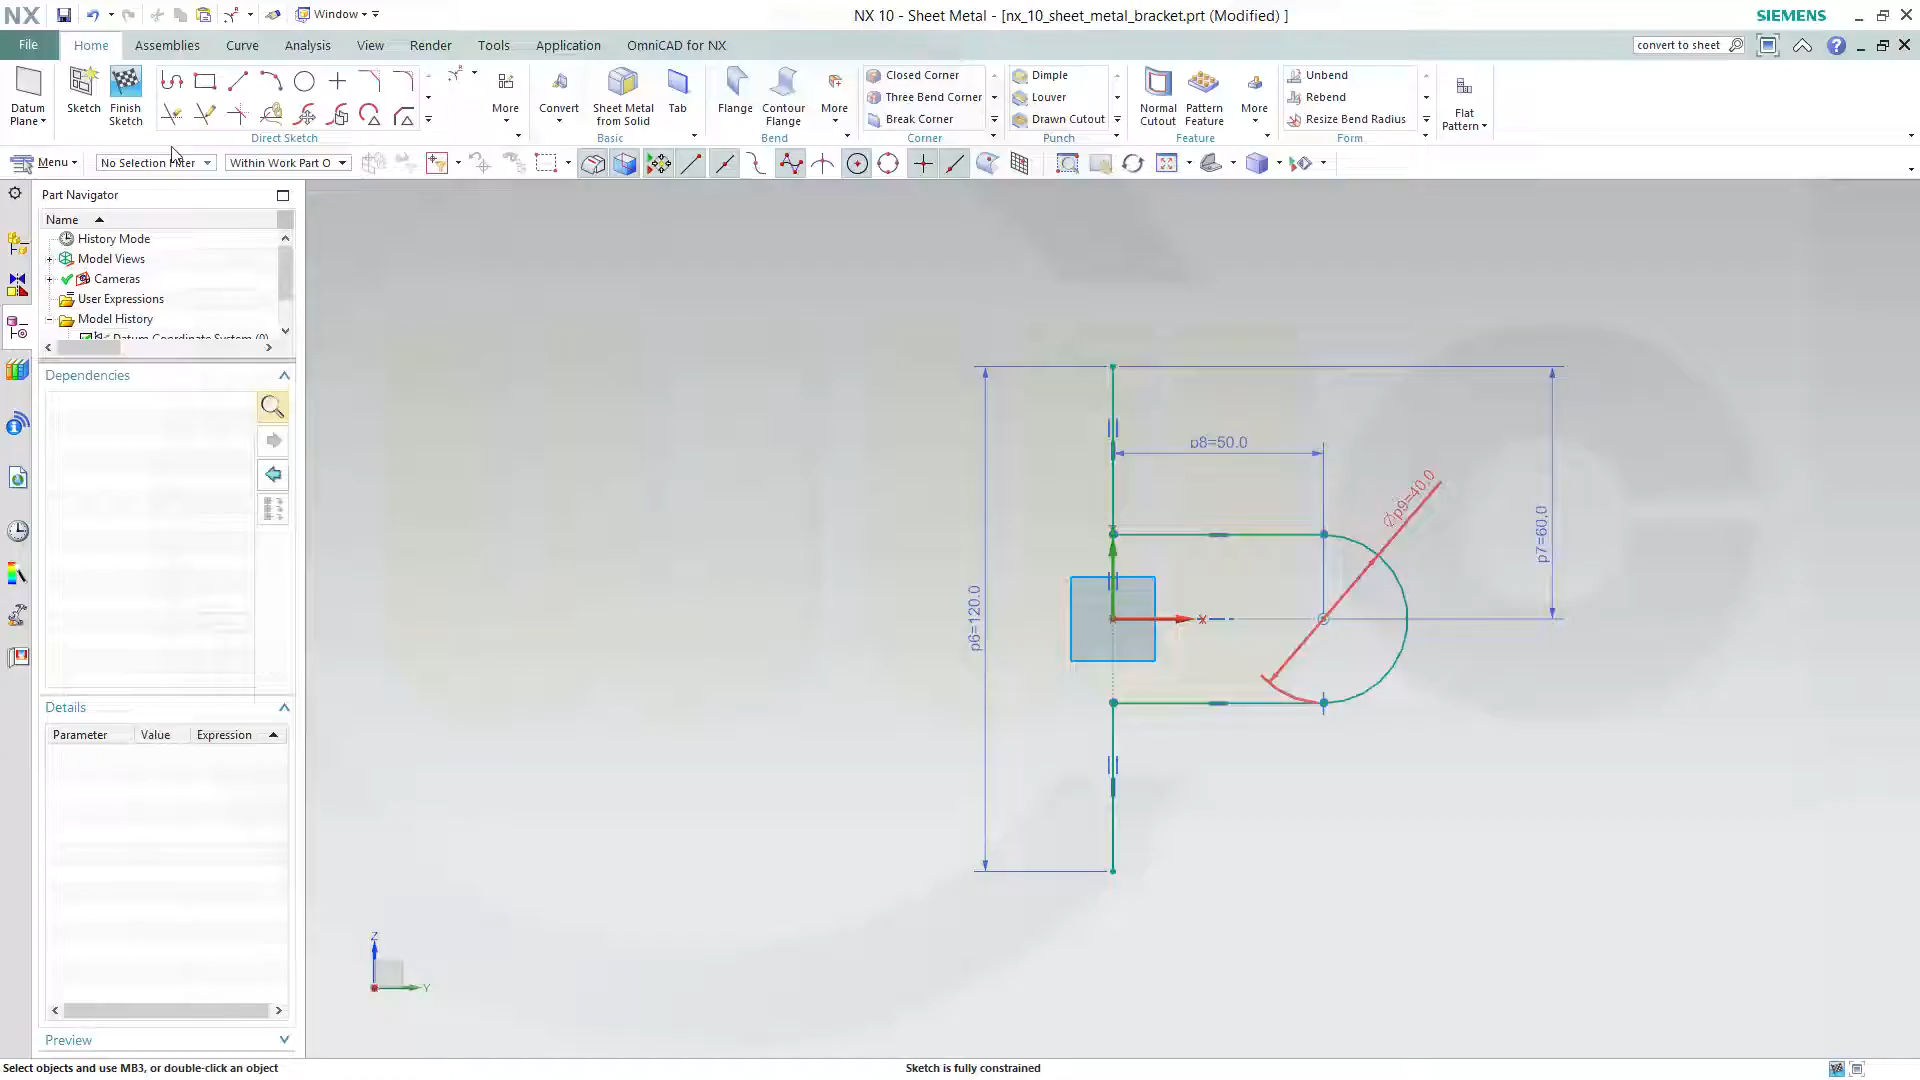 NX
Window
NX 10 - Sheet Metal - [nx_10_sheet_metal_bracket.prt (Modified) ]
SIEMENS
File
Home
Assemblies
Curve
Analysis
View
Render
Tools
Application
OmniCAD for NX
convert to sheet
Datum Plane
Sketch
Finish Sketch
More
Convert
Sheet Metal from Solid
Tab
Flange
Contour Flange
More
Closed Corner
Three Bend Corner
Break Corner
Dimple
Louver
Drawn Cutout
Normal Cutout
Pattern Feature
More
Unbend
Rebend
Resize Bend Radius
Flat Pattern
Direct Sketch
Basic
Bend
Corner
Punch
Feature
Form
Menu
No Selection Filter
Within Work Part O
Part Navigator
Name
History Mode
Model Views
Cameras
User Expressions
Model History
Datum Coordinate System (0)
Dependencies
Details
Parameter
Value
Expression
Preview
p8=50.0
Øp9=40.0
p7=60.0
p6=120.0
X
Z
Y
Select objects and use MB3, or double-click an object
Sketch is fully constrained